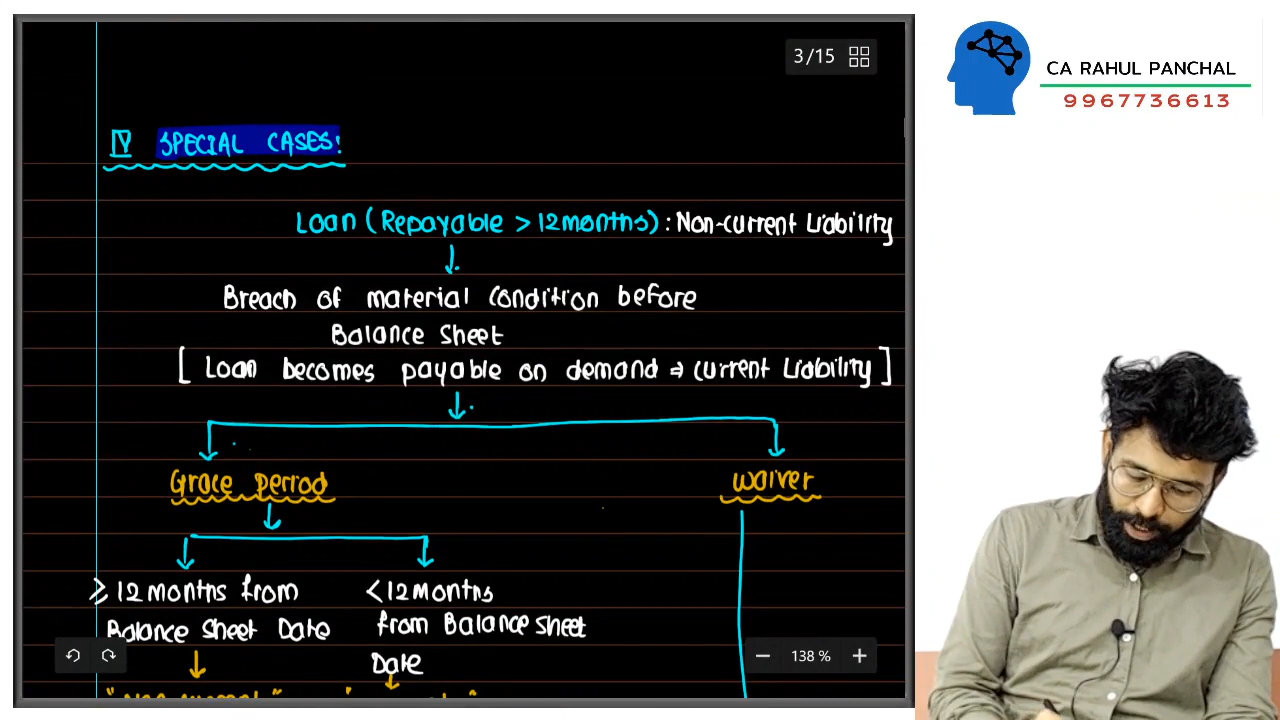 3/15
CA RAHUL PANCHAL
9967736613
IV SPECIAL CASES:
Loan (Repayable > 12 months) : Non-current Liability
Breach of material condition before
Balance Sheet
[ Loan becomes payable on demand ⇒ current Liability ]
Grace period
waiver
≥ 12 months from
Balance sheet Date
< 12 months
from Balance sheet
Date
138 %